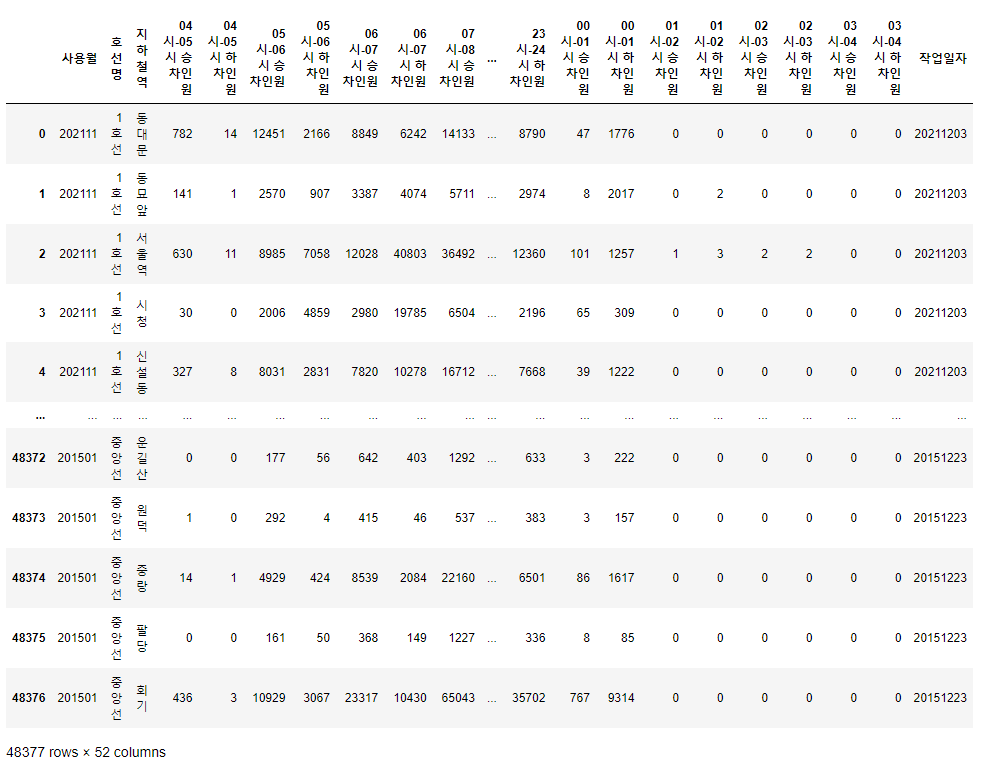 사용월 호선명 지하철역 04시-05시 승차인원 04시-05시 하차인원 05시-06시 승차인원 05시-06시 하차인원 06시-07시 승차인원 06시-07시 하차인원 07시-08시 승차인원 ... 23시-24시 하차인원 00시-01시 승차인원 00시-01시 하차인원 01시-02시 승차인원 01시-02시 하차인원 02시-03시 승차인원 02시-03시 하차인원 03시-04시 승차인원 03시-04시 하차인원 작업일자
0 202111 1호선 동대문 782 14 12451 2166 8849 6242 14133 ... 8790 47 1776 0 0 0 0 0 0 20211203
1 202111 1호선 동묘앞 141 1 2570 907 3387 4074 5711 ... 2974 8 2017 0 2 0 0 0 0 20211203
2 202111 1호선 서울역 630 11 8985 7058 12028 40803 36492 ... 12360 101 1257 1 3 2 2 0 0 20211203
3 202111 1호선 시청 30 0 2006 4859 2980 19785 6504 ... 2196 65 309 0 0 0 0 0 0 20211203
4 202111 1호선 신설동 327 8 8031 2831 7820 10278 16712 ... 7668 39 1222 0 0 0 0 0 0 20211203
... ... ... ... ... ... ... ... ... ... ... ... ... ... ... ... ... ... ... ... ... ...
48372 201501 중앙선 운길산 0 0 177 56 642 403 1292 ... 633 3 222 0 0 0 0 0 0 20151223
48373 201501 중앙선 원덕 1 0 292 4 415 46 537 ... 383 3 157 0 0 0 0 0 0 20151223
48374 201501 중앙선 중랑 14 1 4929 424 8539 2084 22160 ... 6501 86 1617 0 0 0 0 0 0 20151223
48375 201501 중앙선 팔당 0 0 161 50 368 149 1227 ... 336 8 85 0 0 0 0 0 0 20151223
48376 201501 중앙선 회기 436 3 10929 3067 23317 10430 65043 ... 35702 767 9314 0 0 0 0 0 0 20151223
48377 rows × 52 columns